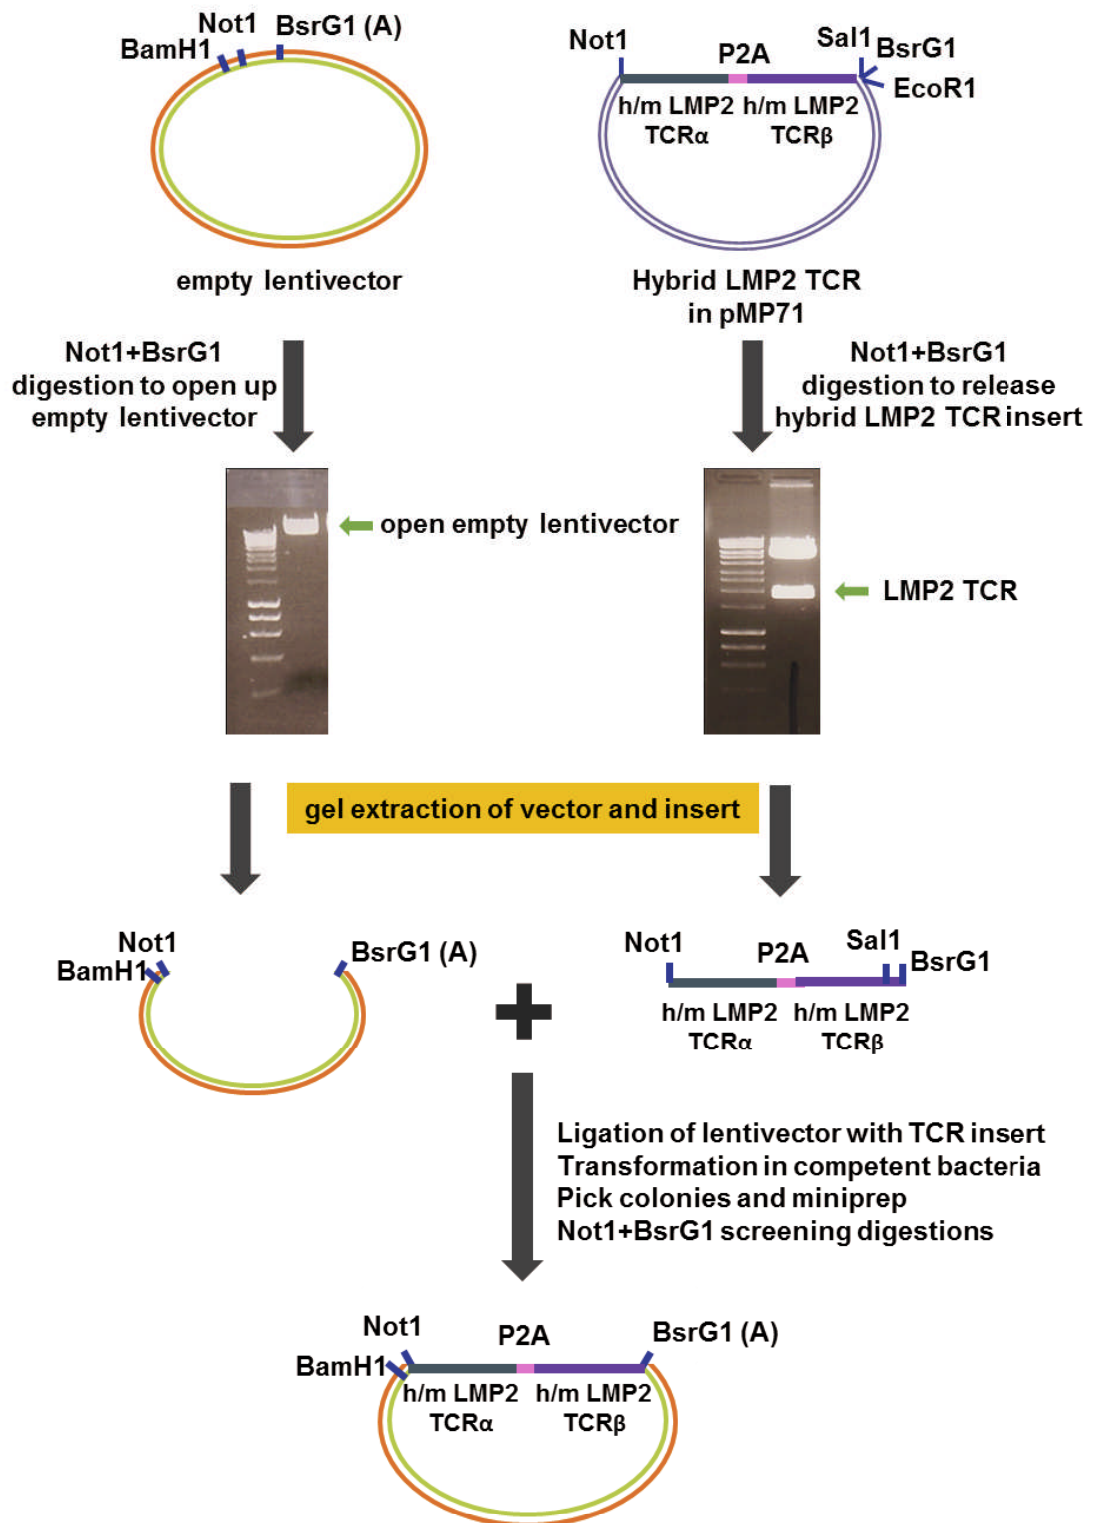 Not1
BsrG1 (A)
BamH1
empty lentivector
Not1
P2A
Sal1
BsrG1
EcoR1
h/m LMP2
TCRα
h/m LMP2
TCRβ
Hybrid LMP2 TCR
in pMP71
Not1+BsrG1
digestion to open up
empty lentivector
Not1+BsrG1
digestion to release
hybrid LMP2 TCR insert
open empty lentivector
LMP2 TCR
gel extraction of vector and insert
Not1
BamH1
BsrG1 (A)
Not1
P2A
Sal1
BsrG1
h/m LMP2
TCRα
h/m LMP2
TCRβ
Ligation of lentivector with TCR insert
Transformation in competent bacteria
Pick colonies and miniprep
Not1+BsrG1 screening digestions
Not1
P2A
BsrG1 (A)
BamH1
h/m LMP2
TCRα
h/m LMP2
TCRβ